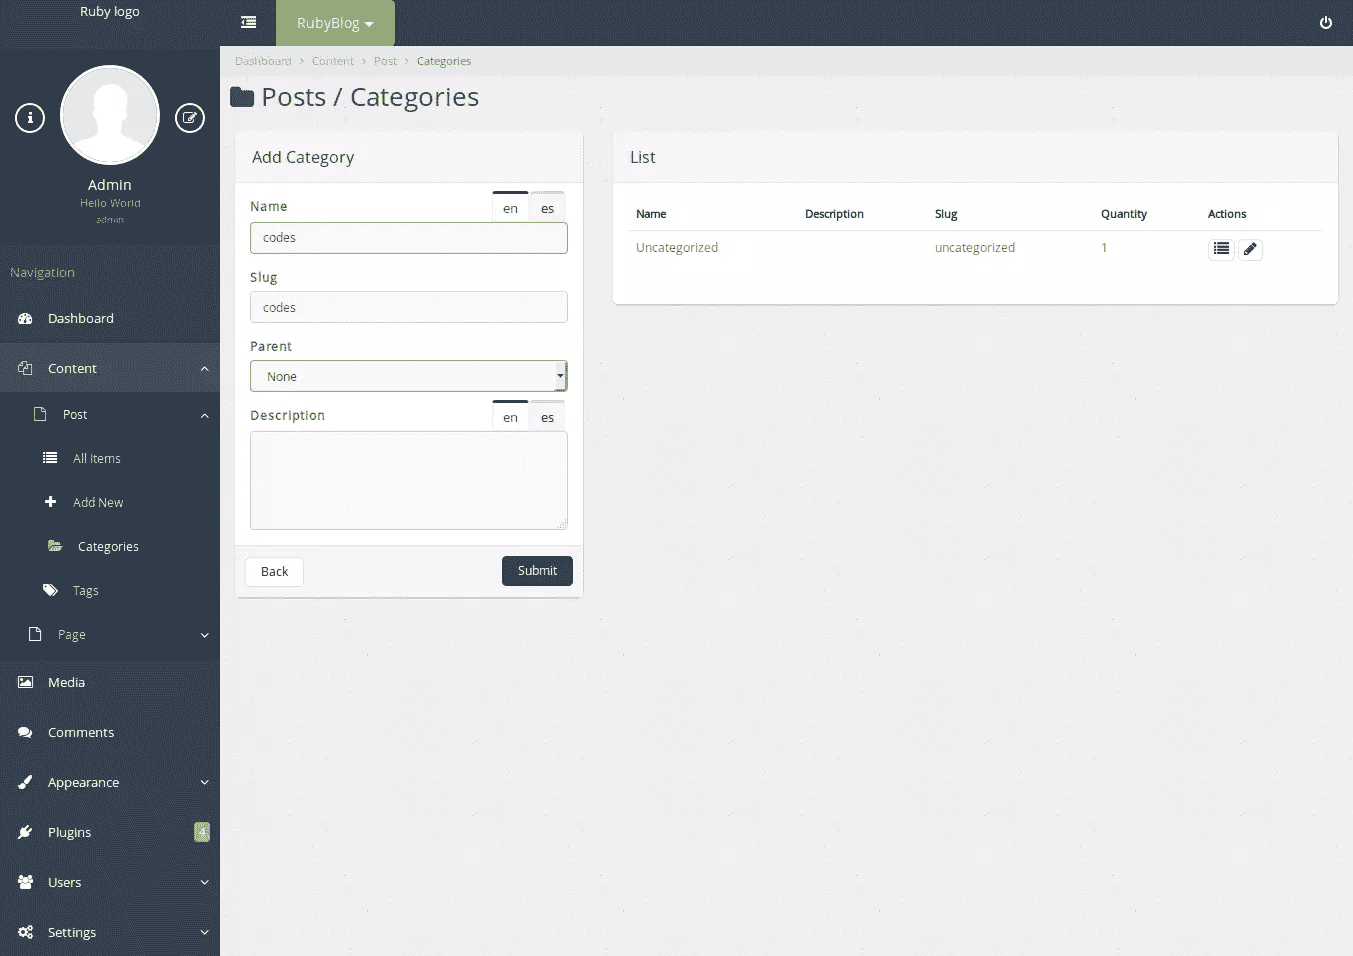 Ruby logo
RubyBlog
Dashboard > Content > Post > Categories
Posts / Categories
Admin
Hello World
admin
Navigation
Dashboard
Content
Post
All Items
Add New
Categories
Tags
Page
Media
Comments
Appearance
Plugins 4
Users
Settings
Add Category
Name en es
codes
Slug
codes
Parent
None
Description en es
Back Submit
List
Name Description Slug Quantity Actions
Uncategorized uncategorized 1